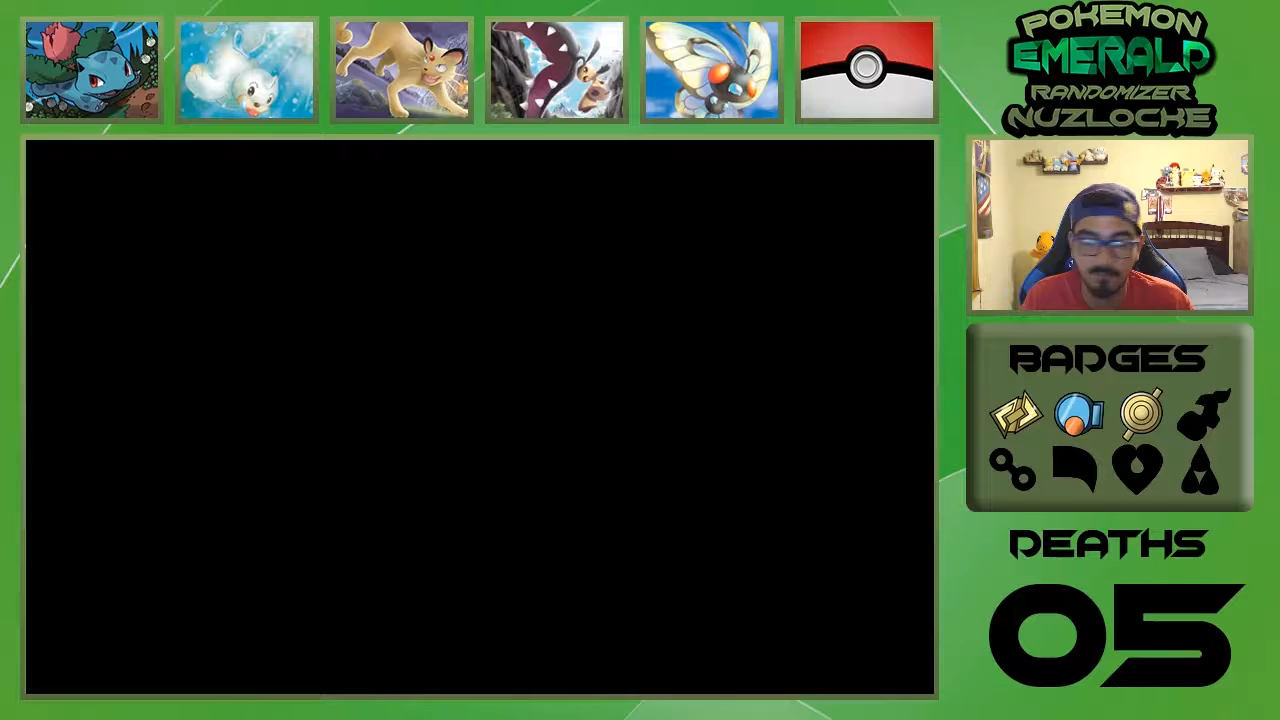 POKEMON
EMERALD
RANDOMIZER
NUZLOCKE
BADGES
DEATHS
05